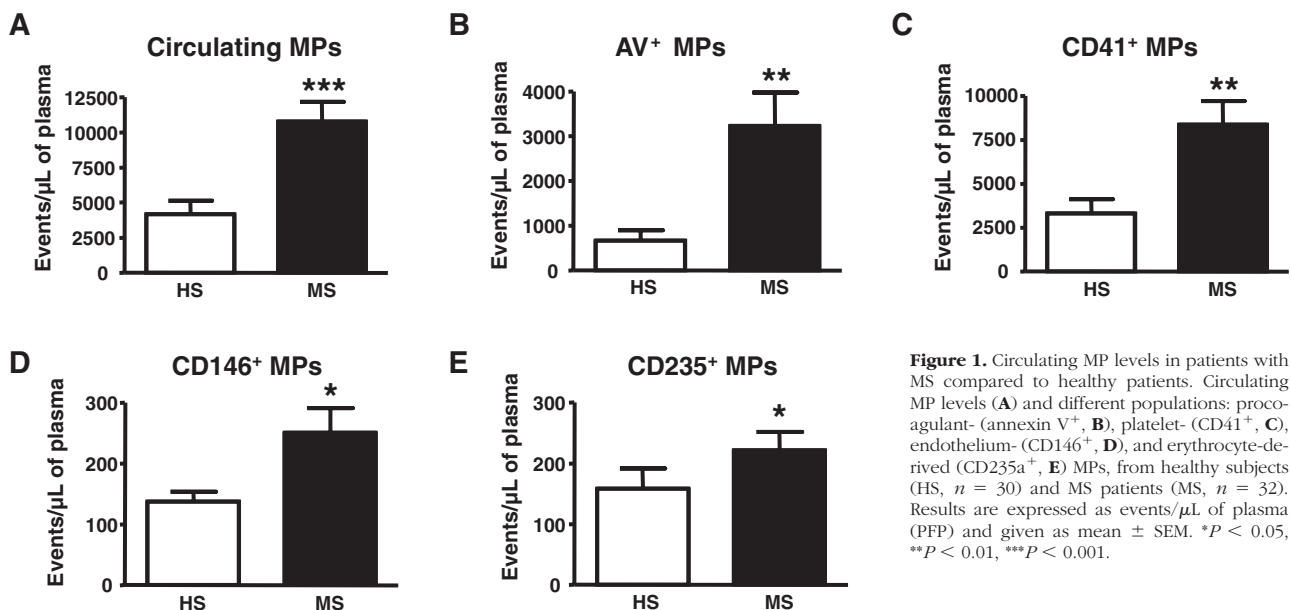 A
Circulating MPs
Events/µL of plasma
12500
10000
7500
5000
2500
0
***
HS
MS
B
AV+ MPs
Events/µL of plasma
4000
3000
2000
1000
0
**
HS
MS
C
CD41+ MPs
Events/µL of plasma
10000
7500
5000
2500
0
**
HS
MS
D
CD146+ MPs
Events/µL of plasma
300
200
100
0
*
HS
MS
E
CD235+ MPs
Events/µL of plasma
300
200
100
0
*
HS
MS
Figure 1. Circulating MP levels in patients with
MS compared to healthy patients. Circulating
MP levels (A) and different populations: proco-
agulant- (annexin V+, B), platelet- (CD41+, C),
endothelium- (CD146+, D), and erythrocyte-de-
rived (CD235a+, E) MPs, from healthy subjects
(HS, n = 30) and MS patients (MS, n = 32).
Results are expressed as events/µL of plasma
(PFP) and given as mean ± SEM. *P < 0.05,
**P < 0.01, ***P < 0.001.